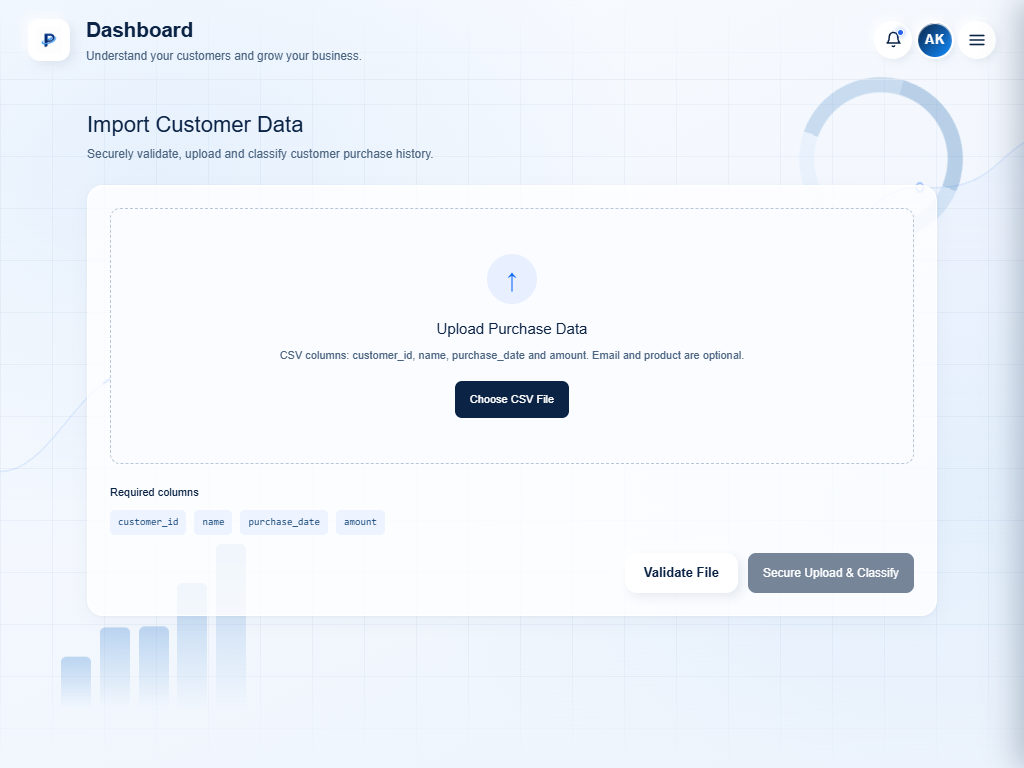 P
Dashboard
Understand your customers and grow your business.
AK
Import Customer Data
Securely validate, upload and classify customer purchase history.
↑
Upload Purchase Data
CSV columns: customer_id, name, purchase_date and amount. Email and product are optional.
Choose CSV File
Required columns
customer_id name purchase_date amount
Validate File Secure Upload & Classify